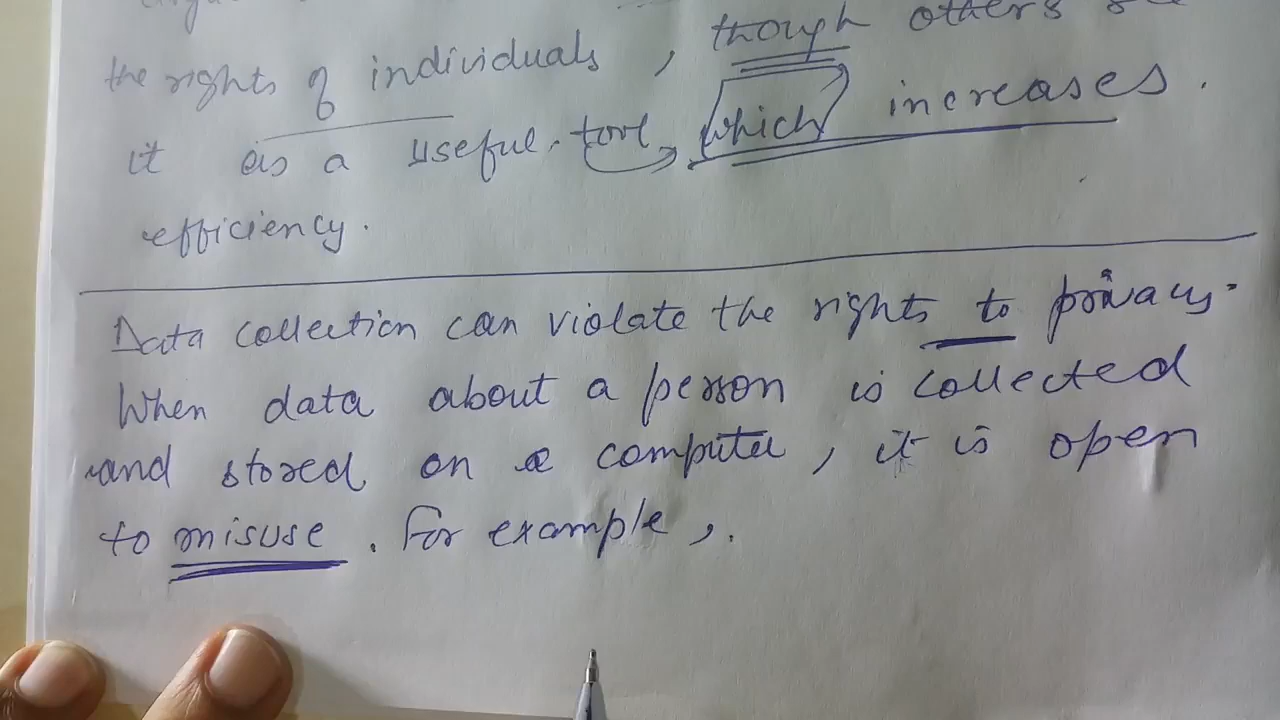 the rights of individuals, though others
it as a useful tool, which increases.
efficiency.
Data collection can violate the rights to privacy.
When data about a person is collected
and stored on a computer, it is open
to misuse. For example,.